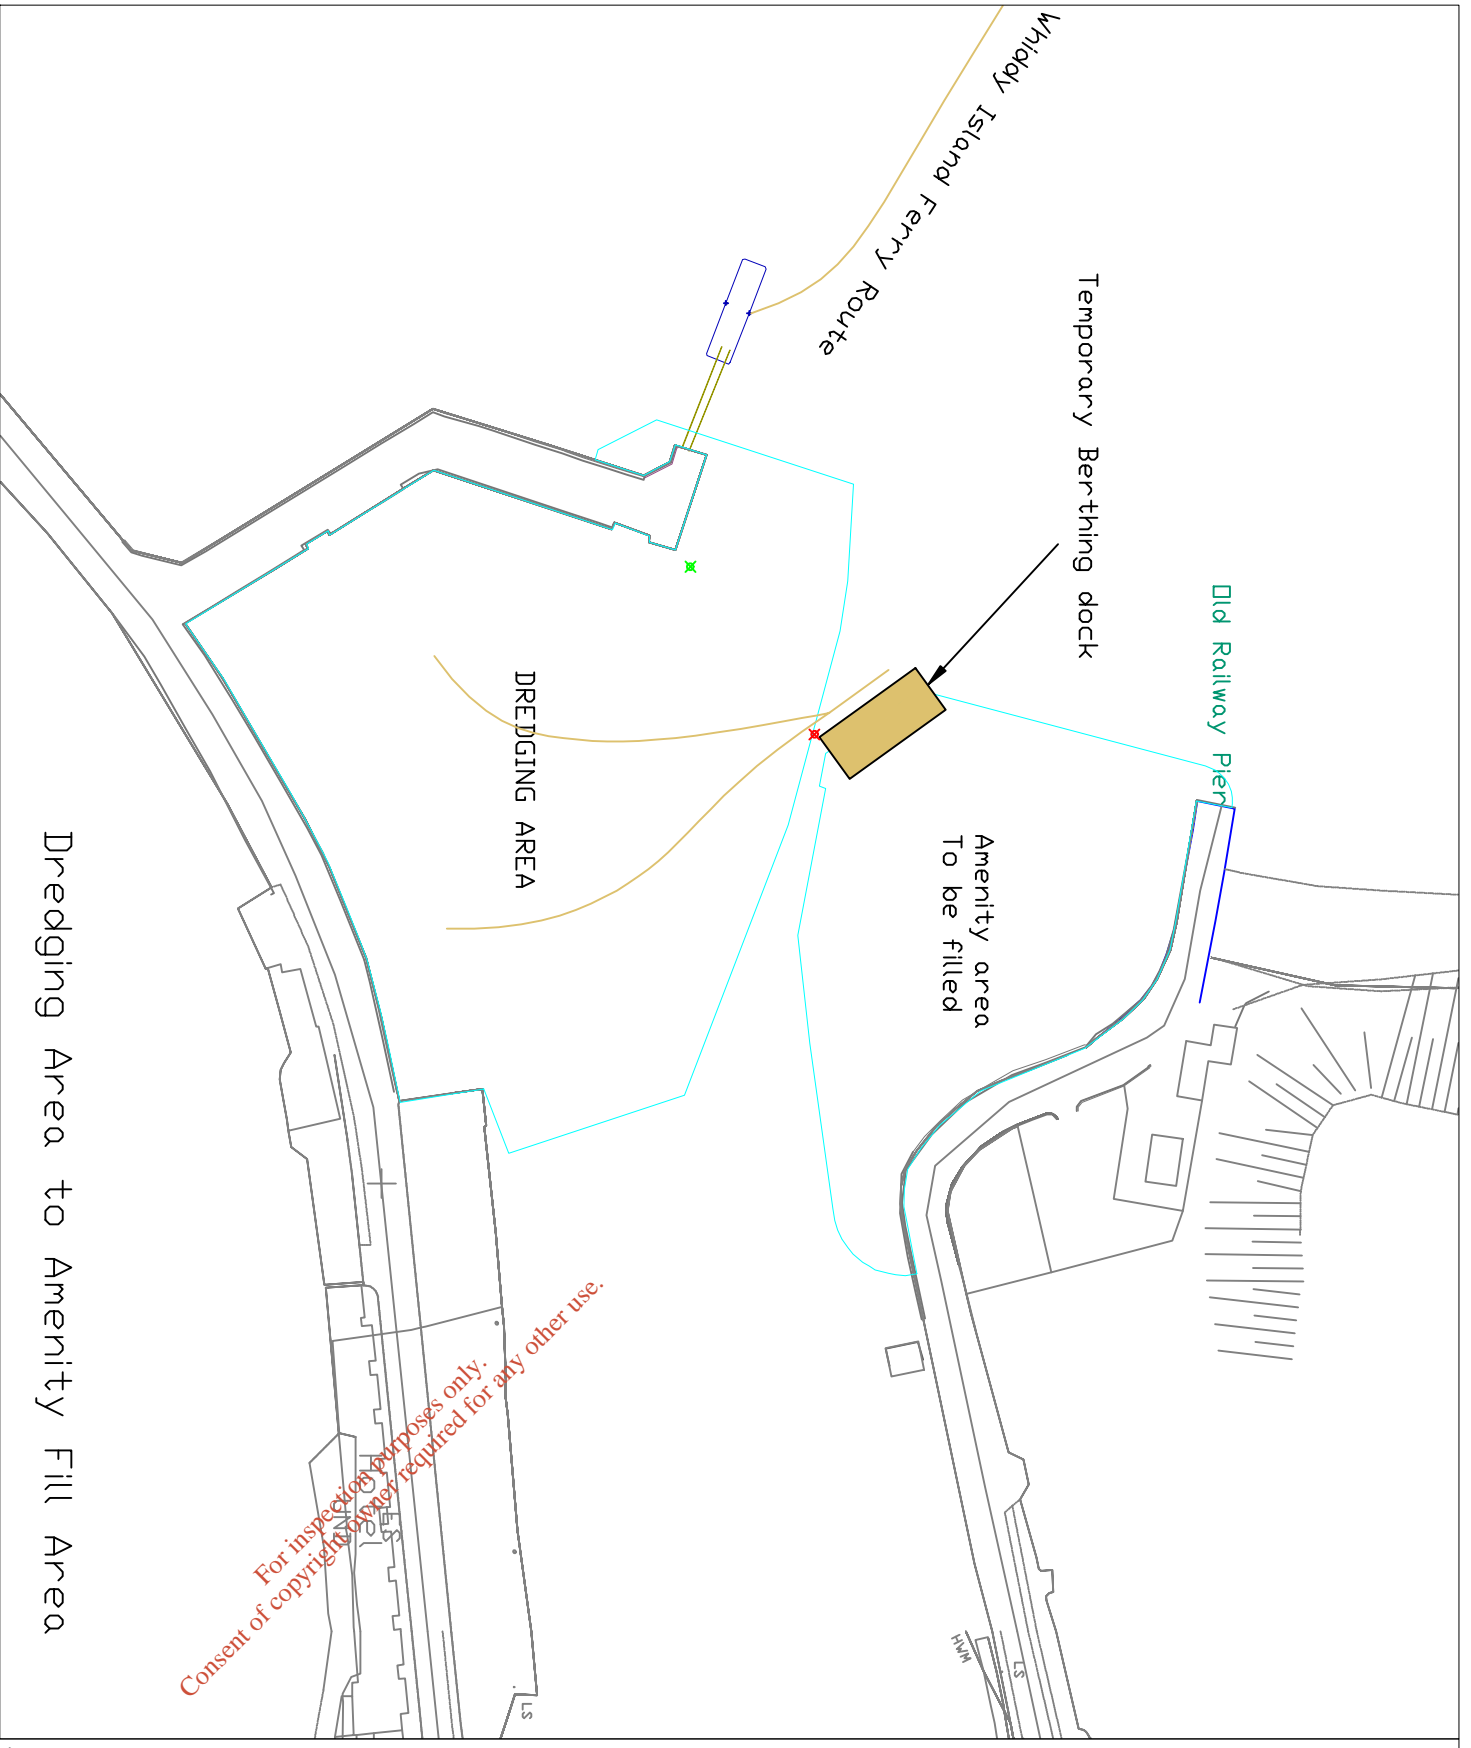 Whiddy Island Ferry Route
Temporary Berthing dock
Old Railway Pier
Amenity area
To be filled
DREDGING AREA
Dredging Area to Amenity Fill Area
Hotel
LS
HWM
LS
LS
For inspection purposes only.
Consent of copyright owner required for any other use.